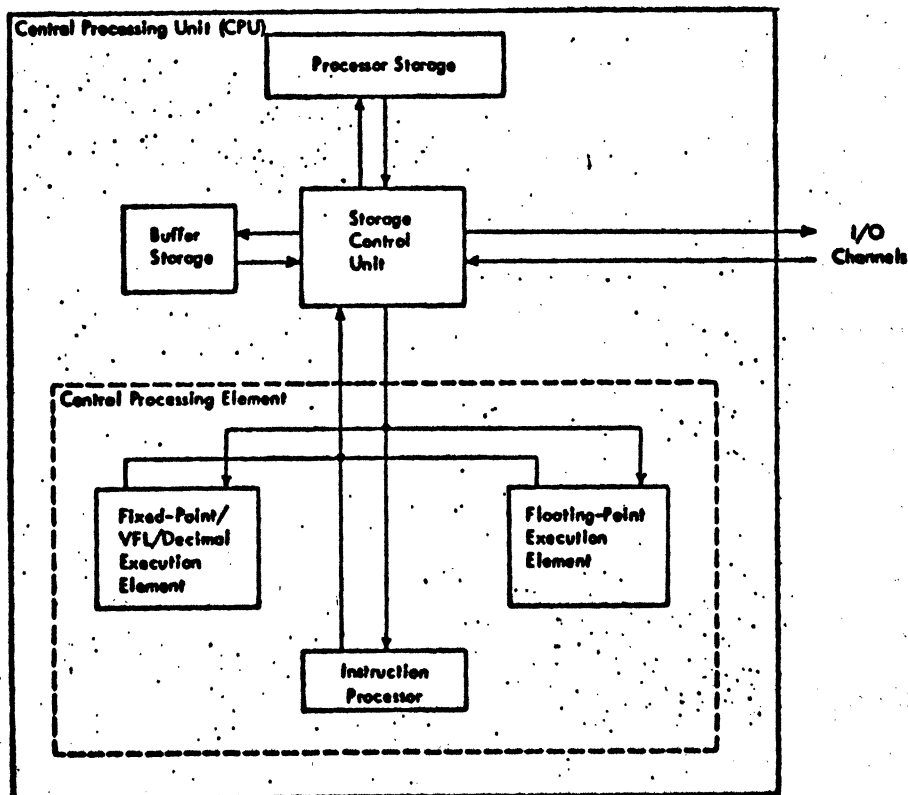 Central Processing Unit (CPU)
Processor Storage
Buffer
Storage
Storage
Control
Unit
I/O
Channels
Central Processing Element
Fixed-Point/
VFL/Decimal
Execution
Element
Floating-Point
Execution
Element
Instruction
Processor